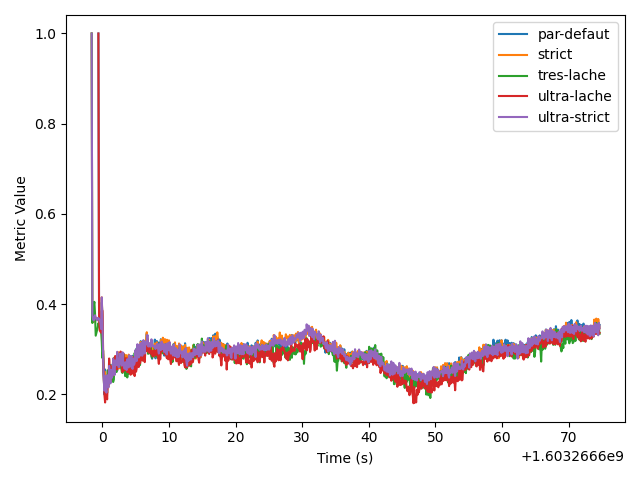 1.0
0.8
0.6
0.4
0.2
Metric Value
par-defaut
strict
tres-lache
ultra-lache
ultra-strict
0 10 20 30 40 50 60 70
Time (s)
+1.6032666e9